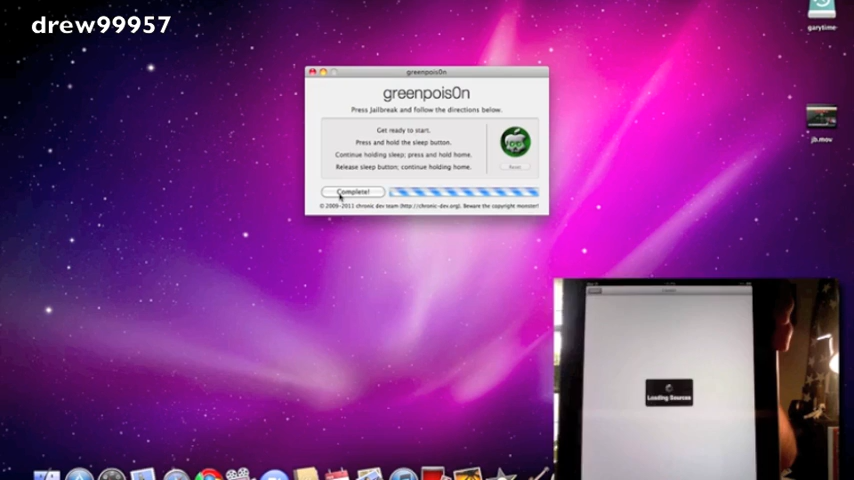 drew99957
garytime
greenpois0n
greenpois0n
Press Jailbreak and follow the directions below.
Get ready to start.
Press and hold the sleep button.
Continue holding sleep; press and hold home.
Release sleep button; continue holding home.
Reset
jb.mov
Complete!
© 2009-2011 chronic dev team (http://chronic-dev.org). Beware the copyright monster!
Loading Sources